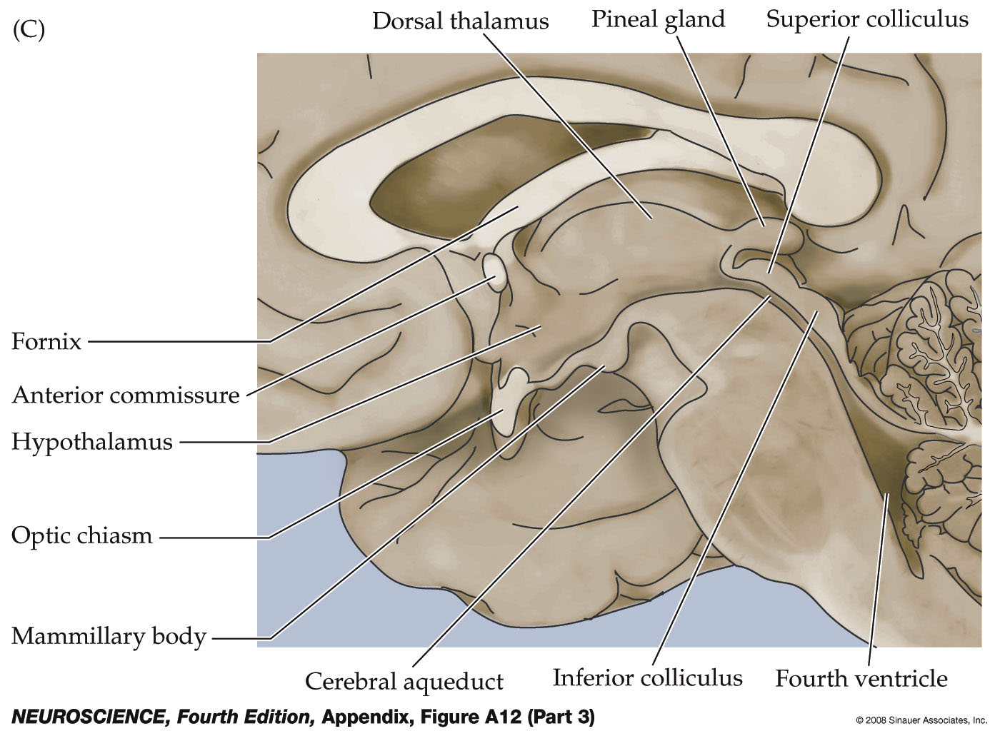 (C)
Dorsal thalamus
Pineal gland
Superior colliculus
Fornix
Anterior commissure
Hypothalamus
Optic chiasm
Mammillary body
Cerebral aqueduct
Inferior colliculus
Fourth ventricle
NEUROSCIENCE, Fourth Edition, Appendix, Figure A12 (Part 3)
© 2008 Sinauer Associates, Inc.